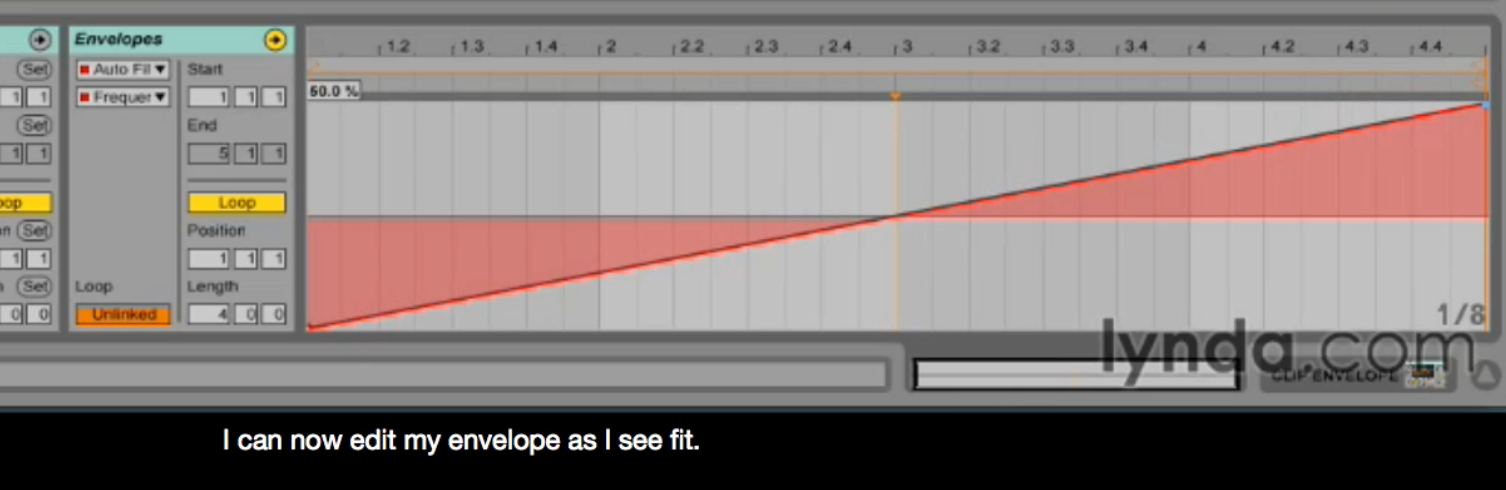 Envelopes
1.2 1.3 1.4 2 2.2 2.3 2.4 3 3.2 3.3 3.4 4 4.2 4.3 4.4
Set Auto Fil Start
1 1 Frequer 1 1 1 60.0 %
Set End
1 1 5 1 1
oop Loop
n Set Position
1 1 1 1 1
Set Loop Length
0 0 Unlinked 4 0 0 1/8
lynda.com
CLIP ENVELOPE
I can now edit my envelope as I see fit.